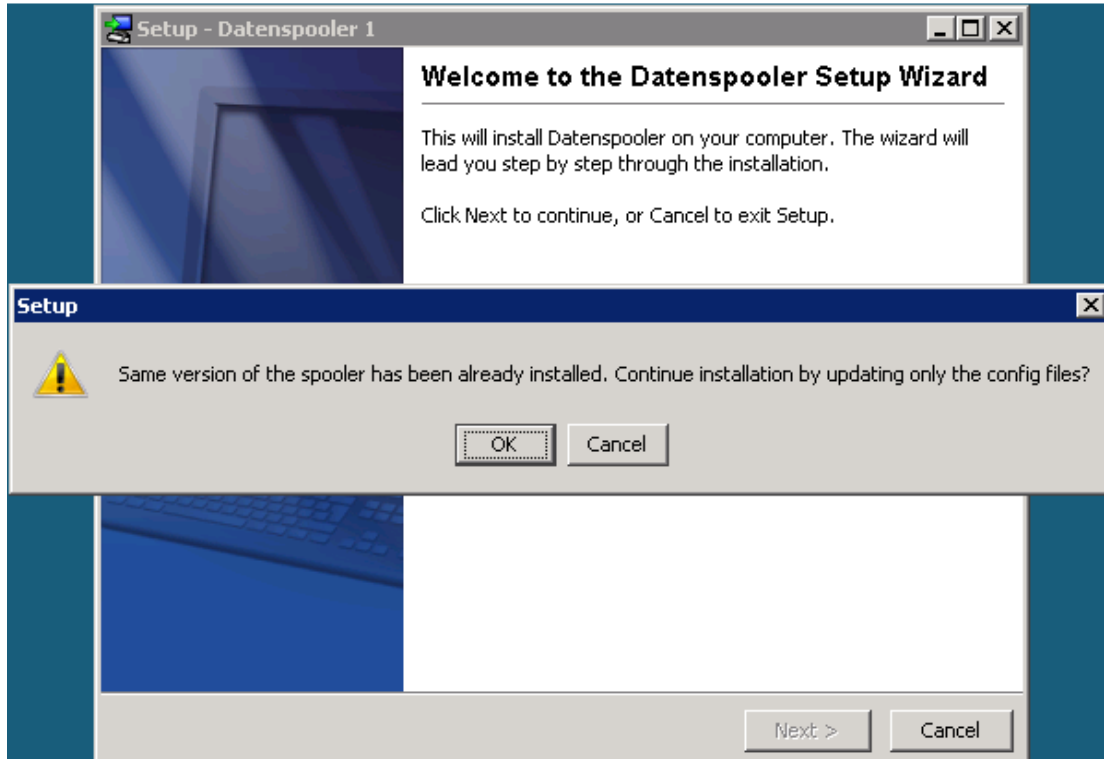 Setup - Datenspooler 1
Welcome to the Datenspooler Setup Wizard
This will install Datenspooler on your computer. The wizard will
lead you step by step through the installation.
Click Next to continue, or Cancel to exit Setup.
Setup
Same version of the spooler has been already installed. Continue installation by updating only the config files?
OK
Cancel
Next >
Cancel